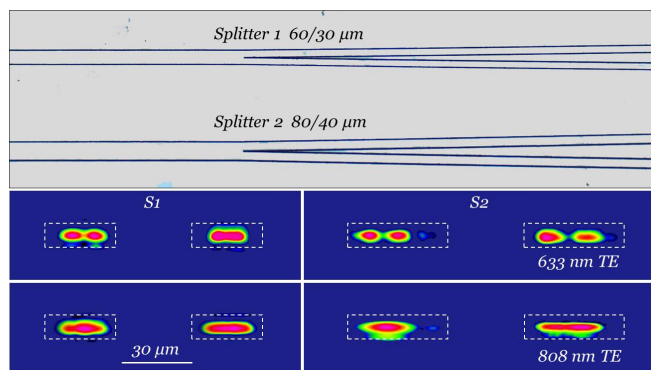 Splitter 1 60/30 µm
Splitter 2 80/40 µm
S1
S2
633 nm TE
30 µm
808 nm TE